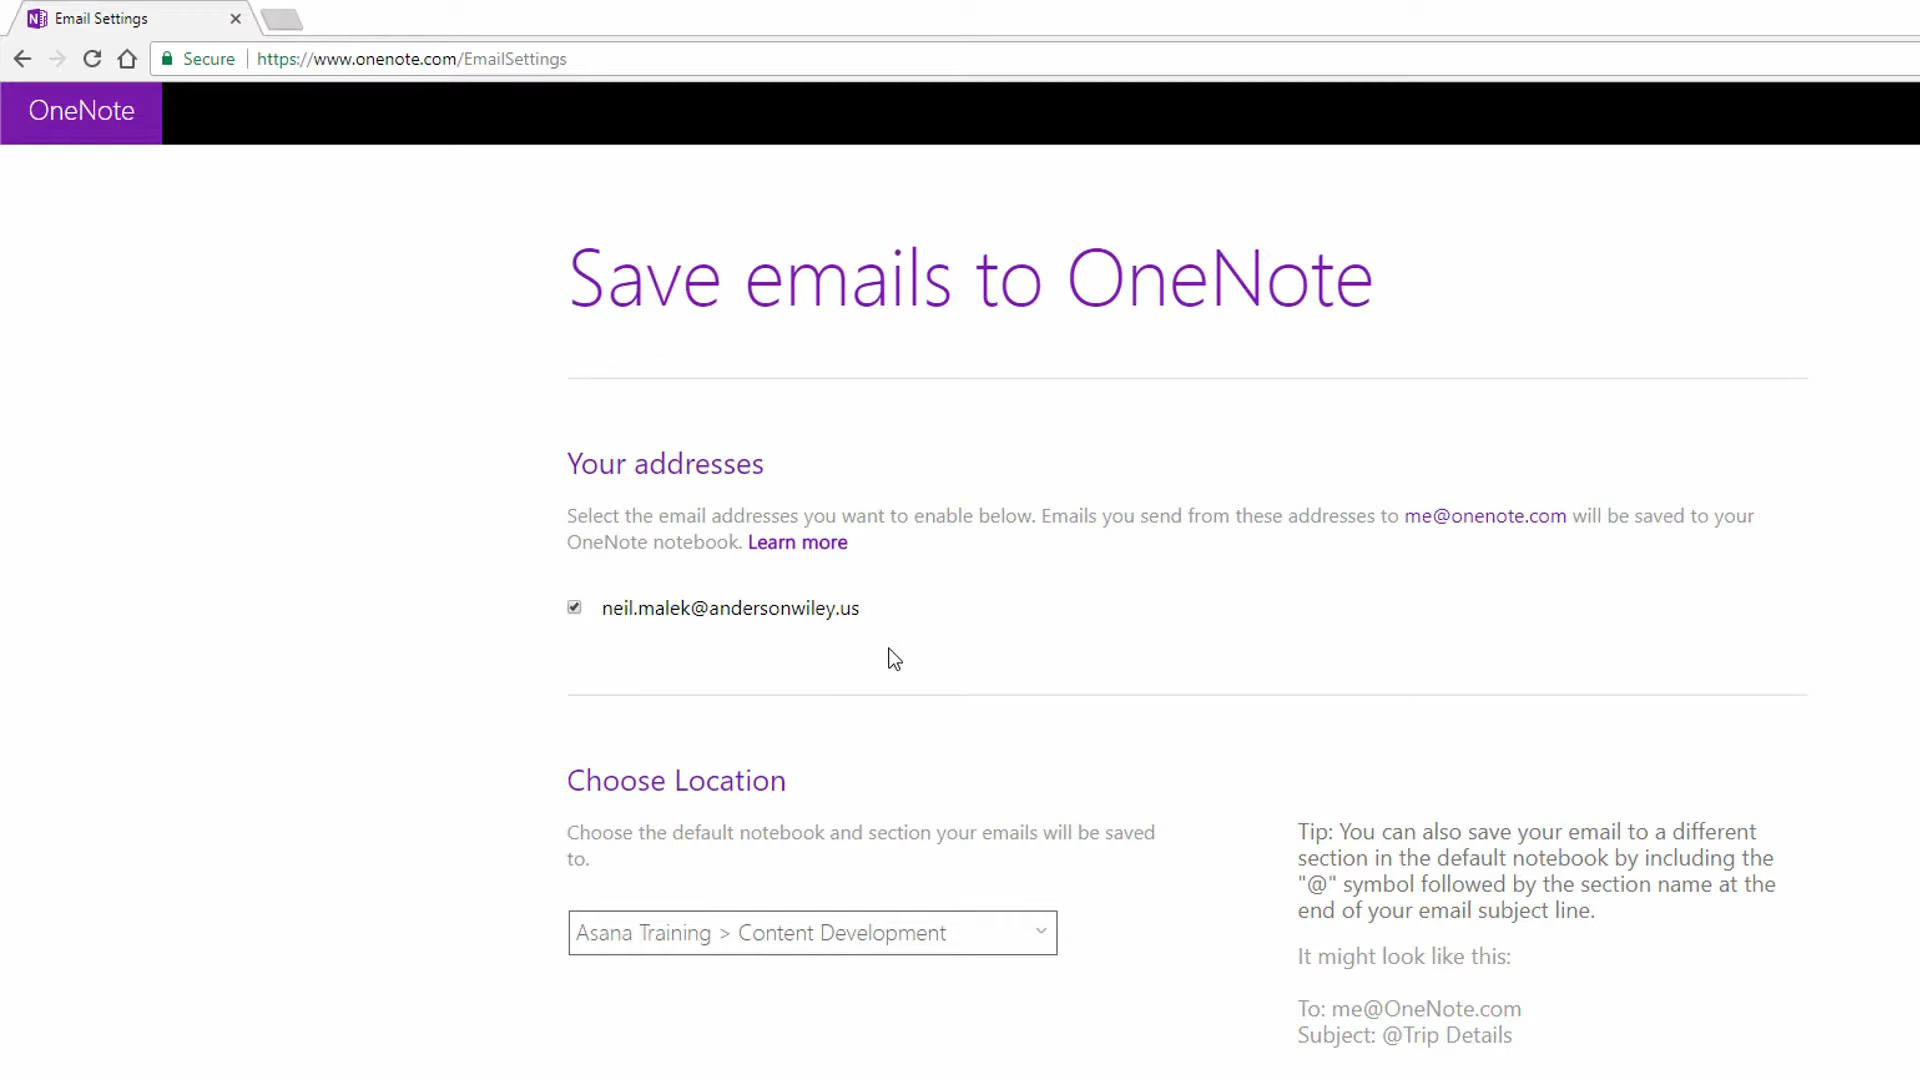 Email Settings
Secure
https://www.onenote.com/EmailSettings
OneNote
Save emails to OneNote
Your addresses
Select the email addresses you want to enable below. Emails you send from these addresses to me@onenote.com will be saved to your
OneNote notebook. Learn more
neil.malek@andersonwiley.us
Choose Location
Choose the default notebook and section your emails will be saved
to.
Asana Training > Content Development
Tip: You can also save your email to a different
section in the default notebook by including the
"@" symbol followed by the section name at the
end of your email subject line.
It might look like this:
To: me@OneNote.com
Subject: @Trip Details